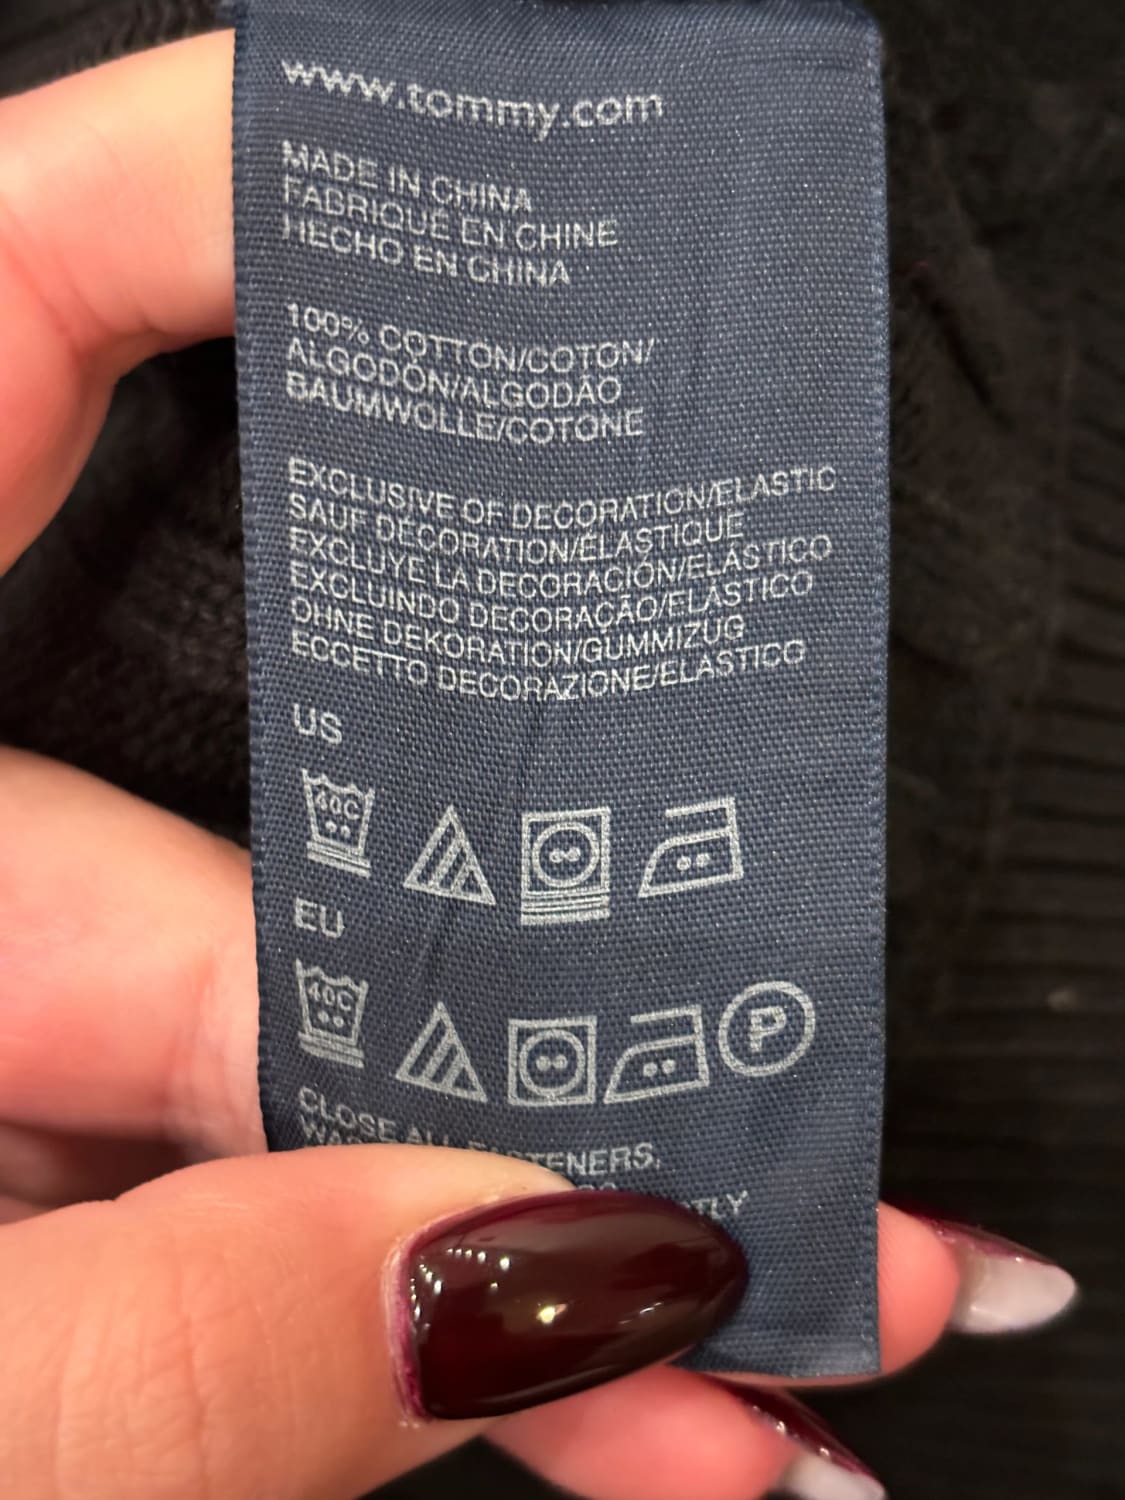 www.tommy.com
MADE IN CHINA
FABRIQUÉ EN CHINE
HECHO EN CHINA
100% COTTON/COTON/
ALGODÓN/ALGODÃO
BAUMWOLLE/COTONE
EXCLUSIVE OF DECORATION/ELASTIC
SAUF DÉCORATION/ÉLASTIQUE
EXCLUYE LA DECORACIÓN/ELÁSTICO
EXCLUINDO DECORAÇÃO/ELÁSTICO
OHNE DEKORATION/GUMMIZUG
ECCETTO DECORAZIONE/ELASTICO
US
40C
EU
40C
P
CLOSE ALL FASTENERS,